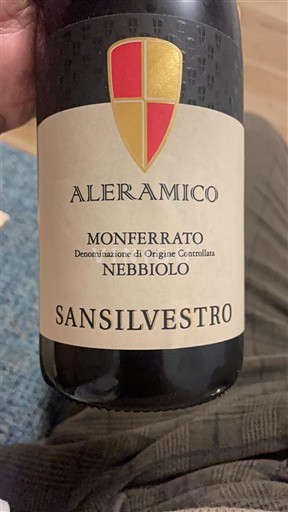 ALERAMICO
MONFERRATO
Denominazione di Origine Controllata
NEBBIOLO
SANSILVESTRO